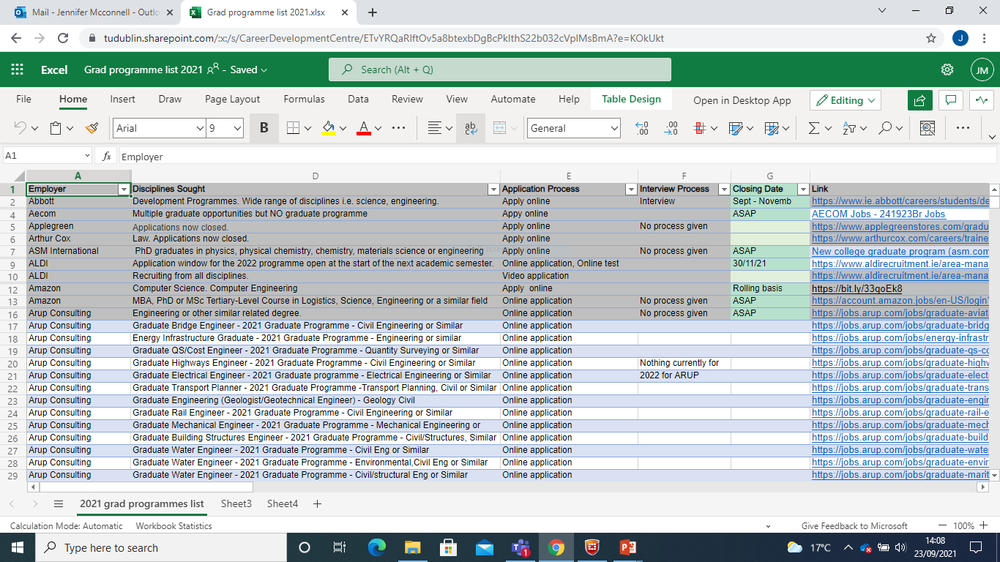 Mail - Jennifer Mcconnell - Outlo
Grad programme list 2021.xlsx
tudublin.sharepoint.com/:x:/s/CareerDevelopmentCentre/ETvYRQaRIftOv5a8btexbDgBcPkIthS22b032cVpIMsBmA?e=KOkUkt
J
Excel Grad programme list 2021 - Saved
Search (Alt + Q)
JM
File Home Insert Draw Page Layout Formulas Data Review View Automate Help Table Design Open in Desktop App Editing
Arial 9 B A ab General
A1 fx Employer
A D E F G
1 Employer Disciplines Sought Application Process Interview Process Closing Date Link
2 Abbott Development Programmes. Wide range of disciplines i.e. science, engineering. Apply online Interview Sept - Novemb https://www.ie.abbott/careers/students/de
4 Aecom Multiple graduate opportunities but NO graduate programme Appy online ASAP AECOM Jobs - 241923Br Jobs
5 Applegreen Applications now closed. Apply online No process given https://www.applegreenstores.com/gradu
6 Arthur Cox Law. Applications now closed. Apply online https://www.arthurcox.com/careers/traine
7 ASM International PhD graduates in physics, physical chemistry, chemistry, materials science or engineering Apply online No process given ASAP New college graduate program (asm.com
9 ALDI Application window for the 2022 programme open at the start of the next academic semester. Online application, Online test 30/11/21 https://www.aldirecruitment.ie/area-mana
10 ALDI Recruiting from all disciplines. Video application https://www.aldirecruitment.ie/area-mana
12 Amazon Computer Science. Computer Engineering Apply online Rolling basis https://bit.ly/33qoEk8
13 Amazon MBA, PhD or MSc Tertiary-Level Course in Logistics, Science, Engineering or a similar field Online application No process given ASAP https://account.amazon.jobs/en-US/login?
16 Arup Consulting Engineering or other similar related degree. Online application No process given ASAP https://jobs.arup.com/jobs/graduate-aviat
17 Arup Consulting Graduate Bridge Engineer - 2021 Graduate Programme - Civil Engineering or Similar Online application https://jobs.arup.com/jobs/graduate-bridg
18 Arup Consulting Energy Infrastructure Graduate - 2021 Graduate Programme - Engineering or similar Online application https://jobs.arup.com/jobs/energy-infrastr
19 Arup Consulting Graduate QS/Cost Engineer - 2021 Graduate Programme - Quantity Surveying or Similar Online application https://jobs.arup.com/jobs/graduate-qs-co
20 Arup Consulting Graduate Highways Engineer - 2021 Graduate Programme - Civil Engineering or Similar Online application Nothing currently for https://jobs.arup.com/jobs/graduate-highw
21 Arup Consulting Graduate Electrical Engineer - 2021 Graduate programme - Electrical Engineering or Similar Online application 2022 for ARUP https://jobs.arup.com/jobs/graduate-elect
22 Arup Consulting Graduate Transport Planner - 2021 Graduate Programme -Transport Planning, Civil or Similar Online application https://jobs.arup.com/jobs/graduate-trans
23 Arup Consulting Graduate Engineering (Geologist/Geotechnical Engineer) - Geology Civil Online application https://jobs.arup.com/jobs/graduate-engir
24 Arup Consulting Graduate Rail Engineer - 2021 Graduate Programme - Civil Engineering or Similar Online application https://jobs.arup.com/jobs/graduate-rail-e
25 Arup Consulting Graduate Mechanical Engineer - 2021 Graduate Programme - Mechanical Engineering or Online application https://jobs.arup.com/jobs/graduate-mech
26 Arup Consulting Graduate Building Structures Engineer - 2021 Graduate Programme - Civil/Structures, Similar Online application https://jobs.arup.com/jobs/graduate-build
27 Arup Consulting Graduate Water Engineer - 2021 Graduate Programme - Civil Eng or Similar Online application https://jobs.arup.com/jobs/graduate-wate
28 Arup Consulting Graduate Water Engineer - 2021 Graduate Programme - Environmental,Civil Eng or Similar Online application https://jobs.arup.com/jobs/graduate-envir
29 Arup Consulting Graduate Water Engineer - 2021 Graduate Programme - Civil/structural Eng or Similar Online application https://jobs.arup.com/jobs/graduate-marit
2021 grad programmes list Sheet3 Sheet4
Calculation Mode: Automatic Workbook Statistics Give Feedback to Microsoft 100%
Type here to search
17°C
14:08
23/09/2021